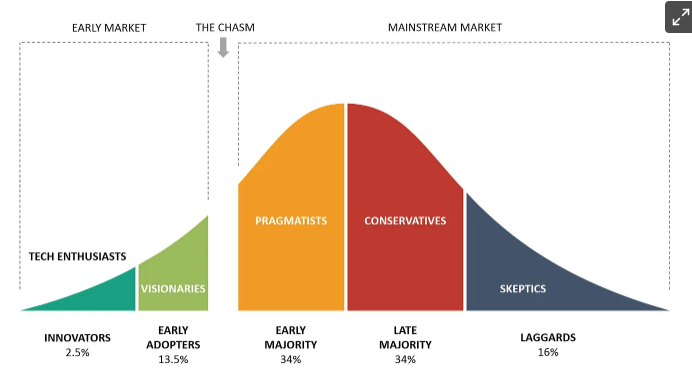 EARLY MARKET
THE CHASM
MAINSTREAM MARKET
TECH ENTHUSIASTS
VISIONARIES
PRAGMATISTS
CONSERVATIVES
SKEPTICS
INNOVATORS
2.5%
EARLY
ADOPTERS
13.5%
EARLY
MAJORITY
34%
LATE
MAJORITY
34%
LAGGARDS
16%